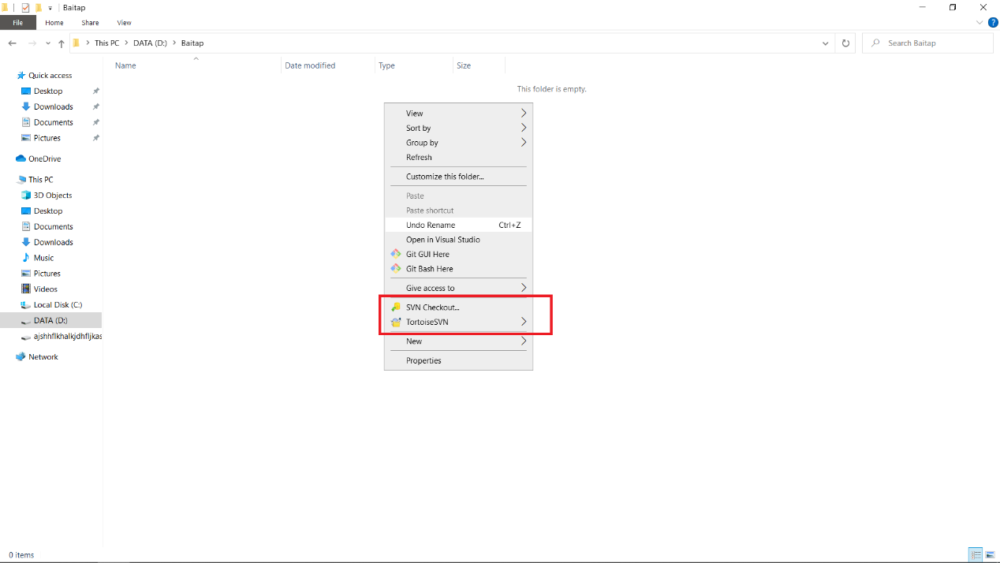 Baitap
File Home Share View
This PC DATA (D:) Baitap Search Baitap
Name Date modified Type Size
This folder is empty.
Quick access
Desktop
Downloads
Documents
Pictures
OneDrive
This PC
3D Objects
Desktop
Documents
Downloads
Music
Pictures
Videos
Local Disk (C:)
DATA (D:)
ajshhflkhalkjdhfljkas
Network
View
Sort by
Group by
Refresh
Customize this folder...
Paste
Paste shortcut
Undo Rename Ctrl+Z
Open in Visual Studio
Git GUI Here
Git Bash Here
Give access to
SVN Checkout...
TortoiseSVN
New
Properties
0 items